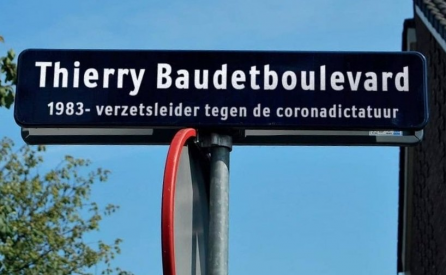 Thierry Baudetboulevard
1983- verzetsleider tegen de coronadictatuur